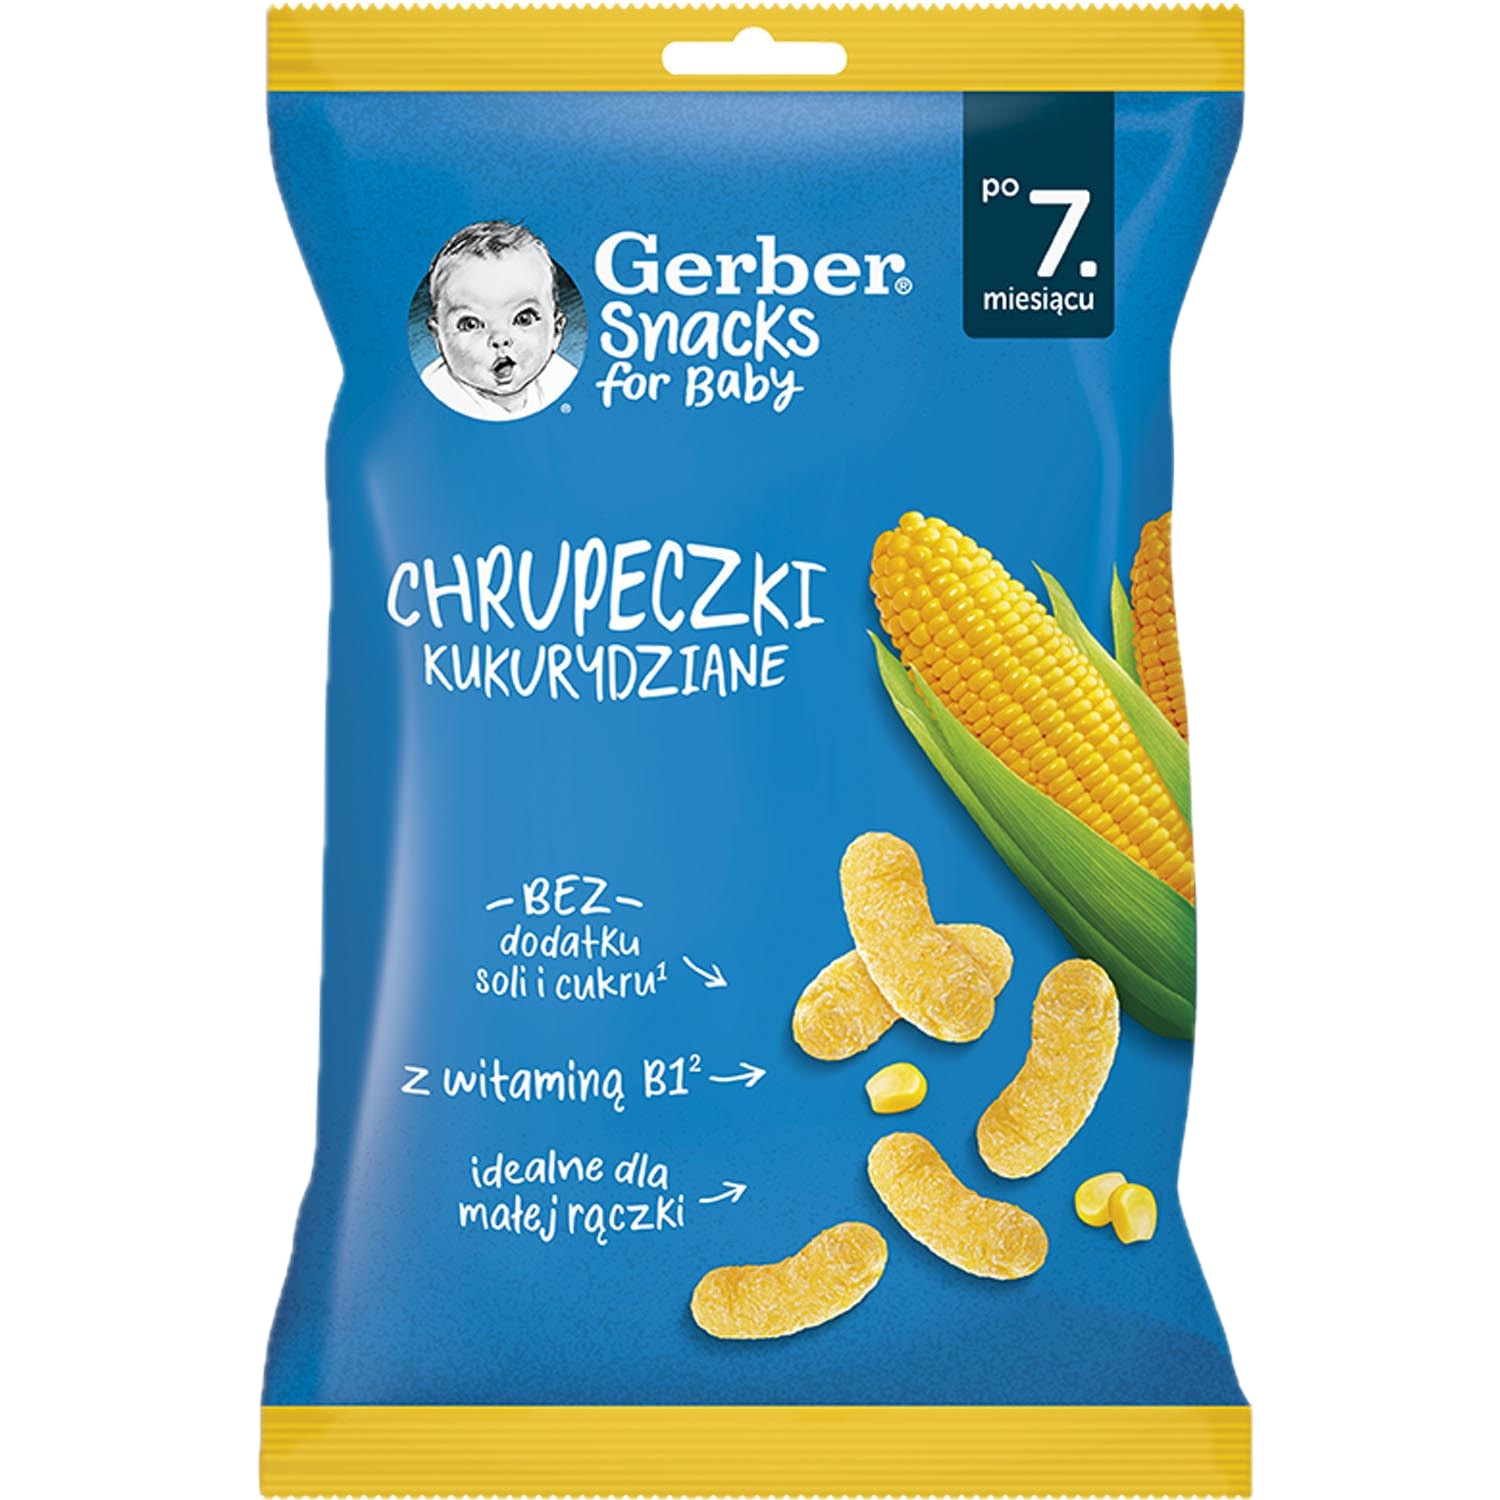 po 7.
miesiącu
Gerber®
Snacks
for Baby
®
CHRUPECZKI
KUKURYDZIANE
–BEZ–
dodatku
soli i cukru¹
z witaminą B1²
idealne dla
małej rączki